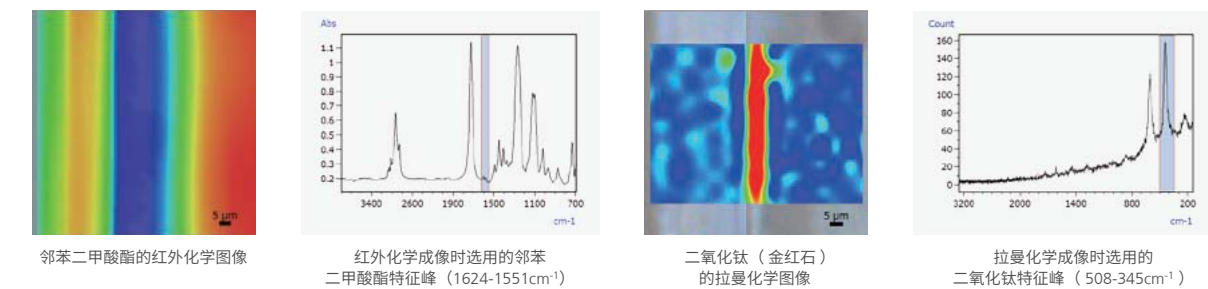 5 μm
邻苯二甲酸酯的红外化学图像
Abs
1.1
1
0.9
0.8
0.7
0.6
0.5
0.4
0.3
0.2
3400 2600 1900 1500 1100 700
cm-1
红外化学成像时选用的邻苯
二甲酸酯特征峰（1624-1551cm⁻¹）
5 μm
二氧化钛（ 金红石 ）
的拉曼化学图像
Count
160
140
120
100
80
60
40
20
0
3200 2000 800 200
cm-1
拉曼化学成像时选用的
二氧化钛特征峰（ 508-345cm⁻¹ ）